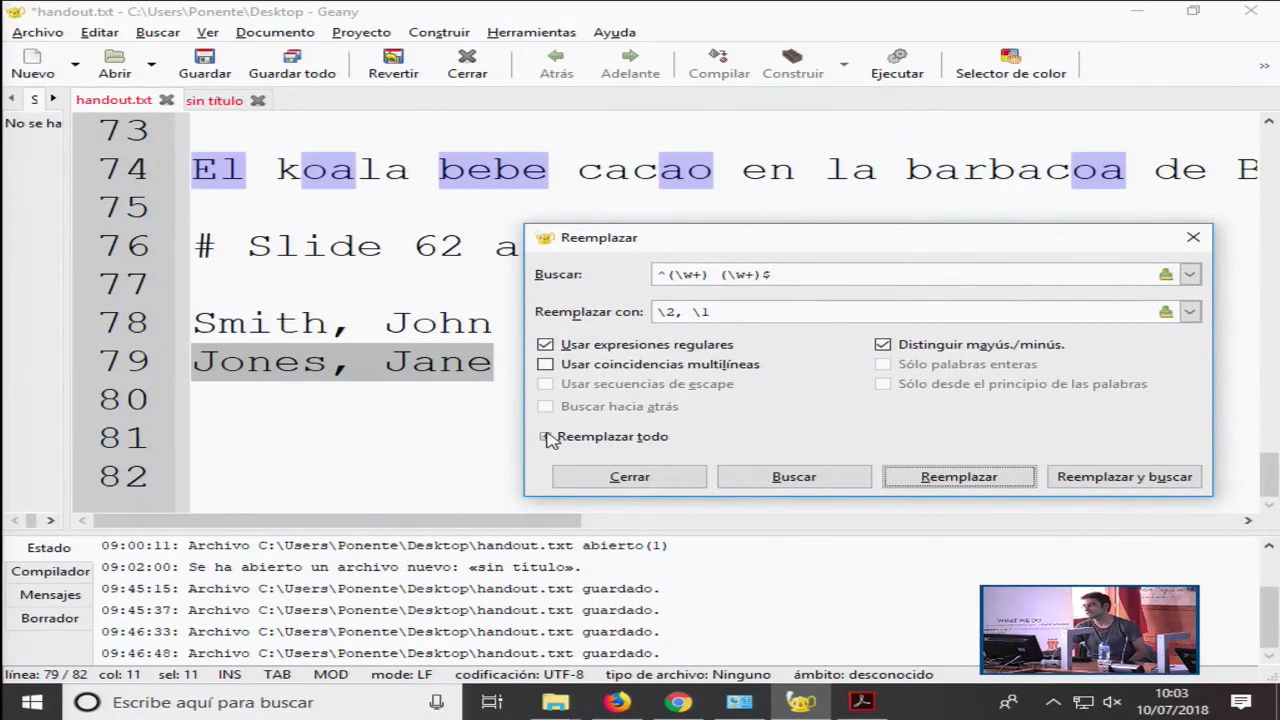 *handout.txt - C:\Users\Ponente\Desktop - Geany
Archivo Editar Buscar Ver Documento Proyecto Construir Herramientas Ayuda
Nuevo Abrir Guardar Guardar todo Revertir Cerrar Atrás Adelante Compilar Construir Ejecutar Selector de color
S handout.txt sin título
No se ha
73
74 El koala bebe cacao en la barbacoa de B
75
76 # Slide 62 a
77
78 Smith, John
79 Jones, Jane
80
81
82
Reemplazar
Buscar: ^(\w+) (\w+)$
Reemplazar con: \2, \1
Usar expresiones regulares Distinguir mayús./minús.
Usar coincidencias multilíneas Sólo palabras enteras
Usar secuencias de escape Sólo desde el principio de las palabras
Buscar hacia atrás
Reemplazar todo
Cerrar Buscar Reemplazar Reemplazar y buscar
Estado
Compilador
Mensajes
Borrador
09:00:11: Archivo C:\Users\Ponente\Desktop\handout.txt abierto(1)
09:02:00: Se ha abierto un archivo nuevo: «sin título».
09:45:15: Archivo C:\Users\Ponente\Desktop\handout.txt guardado.
09:45:37: Archivo C:\Users\Ponente\Desktop\handout.txt guardado.
09:46:33: Archivo C:\Users\Ponente\Desktop\handout.txt guardado.
09:46:48: Archivo C:\Users\Ponente\Desktop\handout.txt guardado.
WHAT WE DO
línea: 79 / 82 col: 11 sel: 11 INS TAB MOD mode: LF codificación: UTF-8 tipo de archivo: Ninguno ámbito: desconocido
Escribe aquí para buscar
10:03
10/07/2018